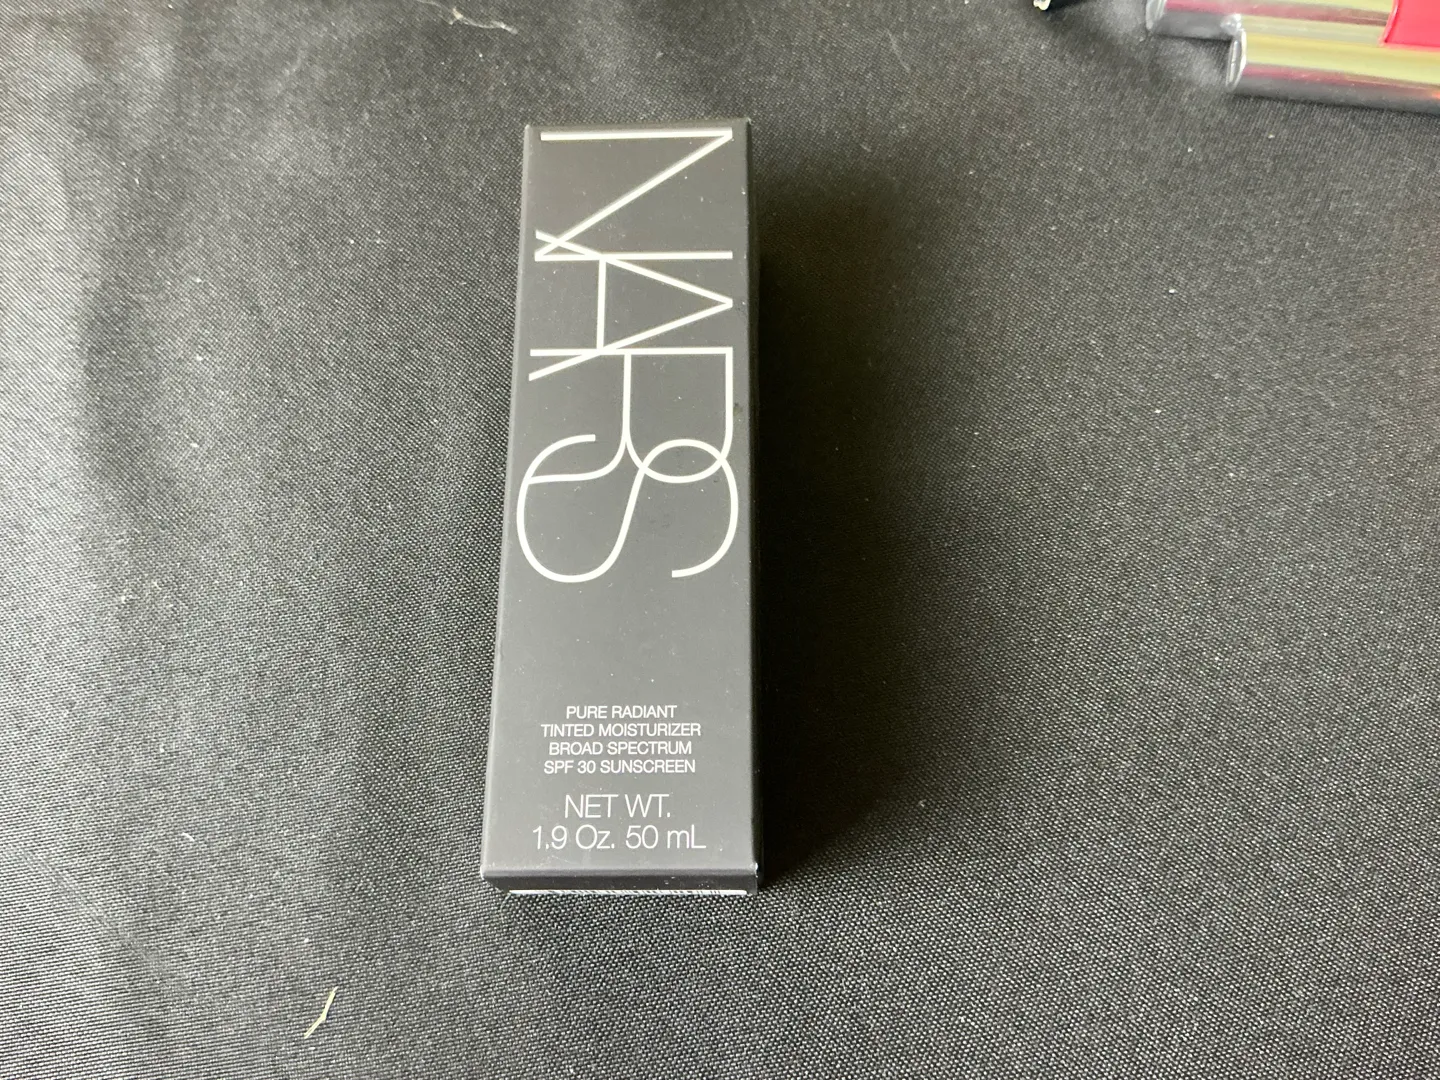 NARS
PURE RADIANT
TINTED MOISTURIZER
BROAD SPECTRUM
SPF 30 SUNSCREEN
NET WT.
1.9 Oz. 50 mL